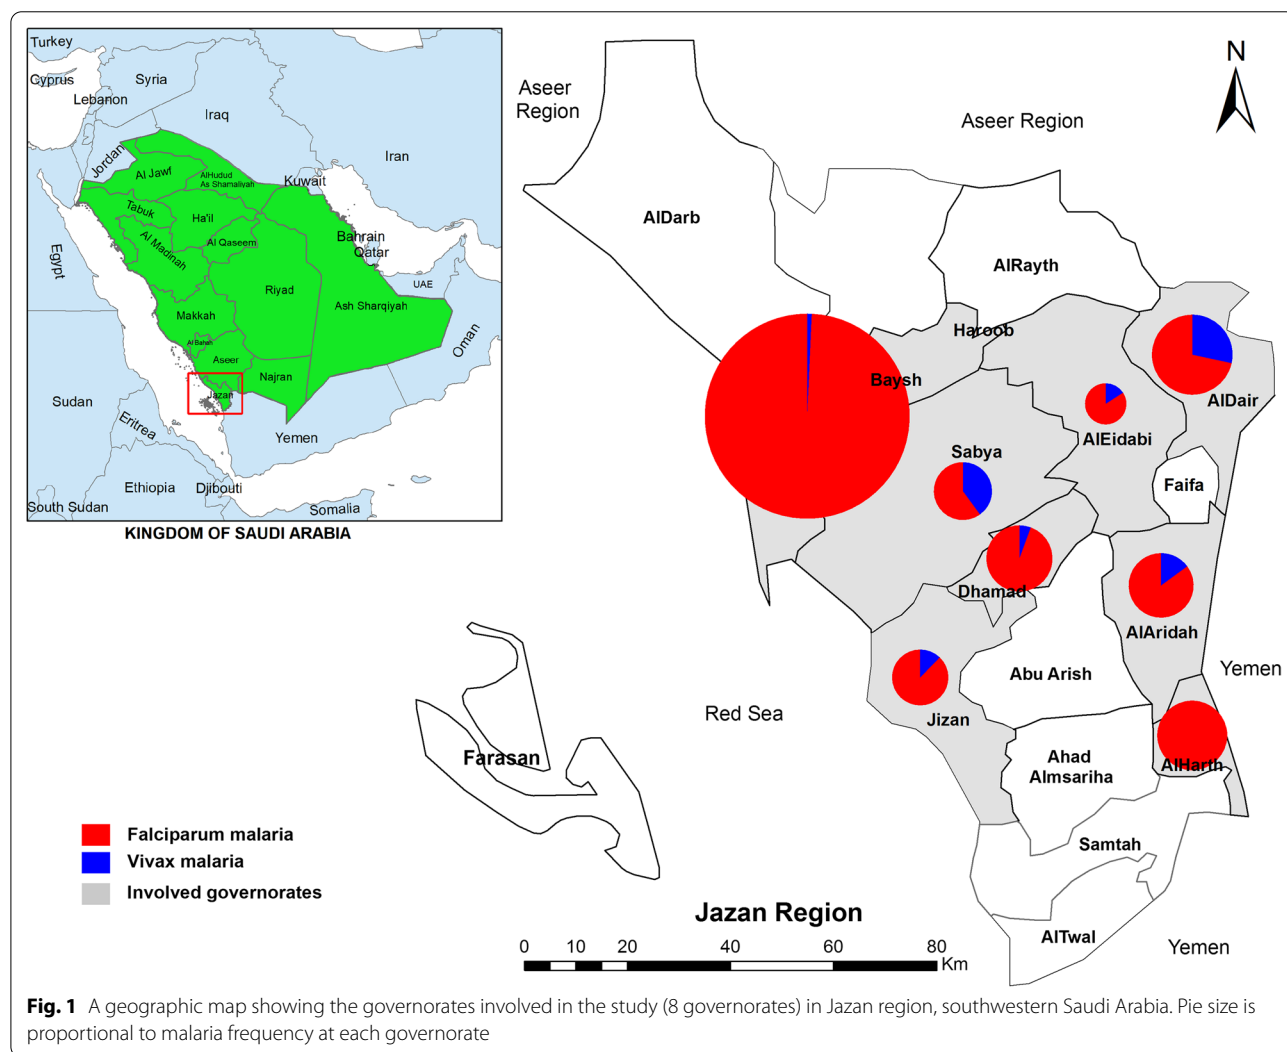 Turkey
Cyprus
Syria
Lebanon
Iraq
Iran
Jordan
Al Jawf
AlHudud
As Shamaliyah
Kuwait
Tabuk
Ha'il
Al Madinah
Al Qaseem
Bahrain
Qatar
Egypt
UAE
Riyad
Ash Sharqiyah
Makkah
Al Bahah
Aseer
Oman
Najran
Jazan
Sudan
Eritrea
Yemen
Ethiopia
Djibouti
South Sudan
Somalia
KINGDOM OF SAUDI ARABIA
N
Aseer
Region
Aseer Region
AlDarb
AlRayth
Haroob
Baysh
AlDair
AlEidabi
Sabya
Faifa
Dhamad
AlAridah
Abu Arish
Yemen
Red Sea
Jizan
Farasan
Ahad
Almsariha
AlHarth
Samtah
AlTwal
Yemen
Falciparum malaria
Vivax malaria
Involved governorates
Jazan Region
0 10 20 40 60 80
Km
Fig. 1 A geographic map showing the governorates involved in the study (8 governorates) in Jazan region, southwestern Saudi Arabia. Pie size is
proportional to malaria frequency at each governorate